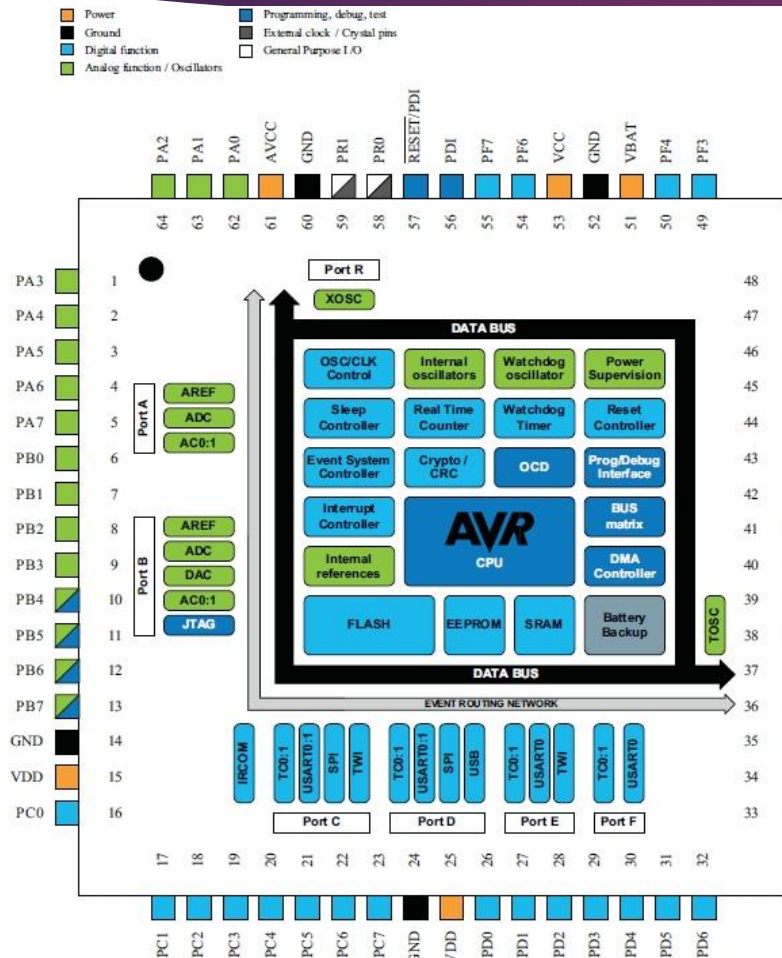 Power
Ground
Digital function
Analog function / Oscillators
Programming, debug, test
External clock / Crystal pins
General Purpose I/O
PA2
PA1
PA0
AVCC
GND
PR1
PR0
RESET/PDI
PDI
PF7
PF6
VCC
GND
VBAT
PF4
PF3
64
63
62
61
60
59
58
57
56
55
54
53
52
51
50
49
PA3 1
PA4 2
PA5 3
PA6 4
PA7 5
PB0 6
PB1 7
PB2 8
PB3 9
PB4 10
PB5 11
PB6 12
PB7 13
GND 14
VDD 15
PC0 16
48
47
46
45
44
43
42
41
40
39
38
37
36
35
34
33
Port R
XOSC
DATA BUS
OSC/CLK
Control
Internal
oscillators
Watchdog
oscillator
Power
Supervision
Sleep
Controller
Real Time
Counter
Watchdog
Timer
Reset
Controller
Event System
Controller
Crypto /
CRC
OCD
Prog/Debug
Interface
Interrupt
Controller
AVR
CPU
BUS
matrix
Internal
references
DMA
Controller
FLASH
EEPROM
SRAM
Battery
Backup
TOSC
DATA BUS
EVENT ROUTING NETWORK
Port A
AREF
ADC
AC0:1
Port B
AREF
ADC
DAC
AC0:1
JTAG
IRCOM
TC0:1
USART0:1
SPI
TWI
Port C
TC0:1
USART0:1
SPI
USB
Port D
TC0:1
USART0
TWI
Port E
TC0:1
USART0
Port F
17
18
19
20
21
22
23
24
25
26
27
28
29
30
31
32
PC1
PC2
PC3
PC4
PC5
PC6
PC7
GND
VDD
PD0
PD1
PD2
PD3
PD4
PD5
PD6